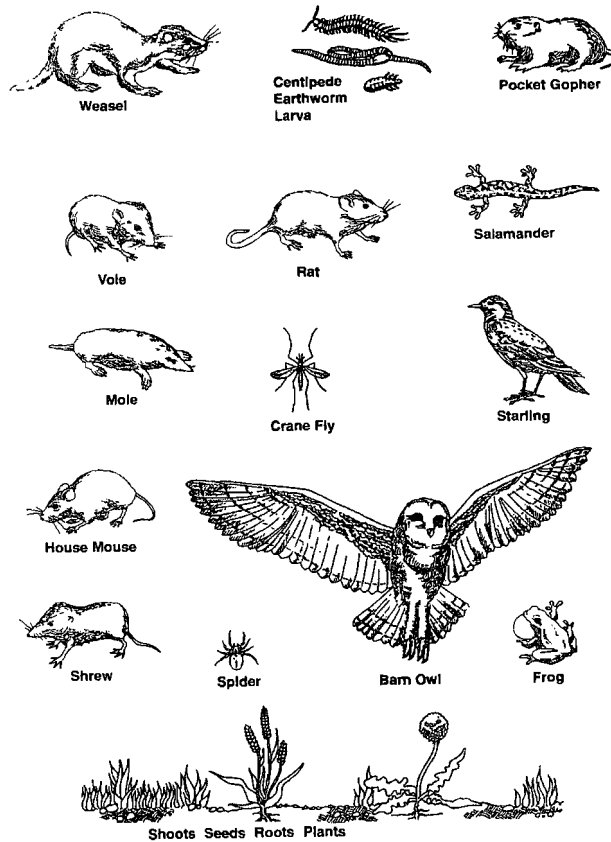 Weasel
Centipede
Earthworm
Larva
Pocket Gopher
Vole
Rat
Salamander
Mole
Crane Fly
Starling
House Mouse
Shrew
Spider
Barn Owl
Frog
Shoots Seeds Roots Plants